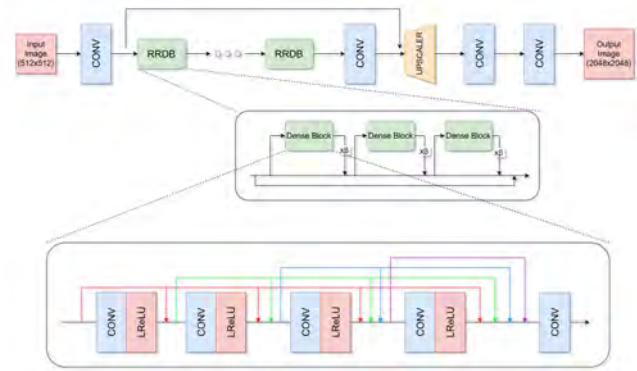 Input
Image
(512x512)
CONV
RRDB
RRDB
CONV
UPSCALER
CONV
CONV
Output
Image
(2048x2048)
Dense Block
Dense Block
Dense Block
CONV
LReLU
CONV
LReLU
CONV
LReLU
CONV
LReLU
CONV